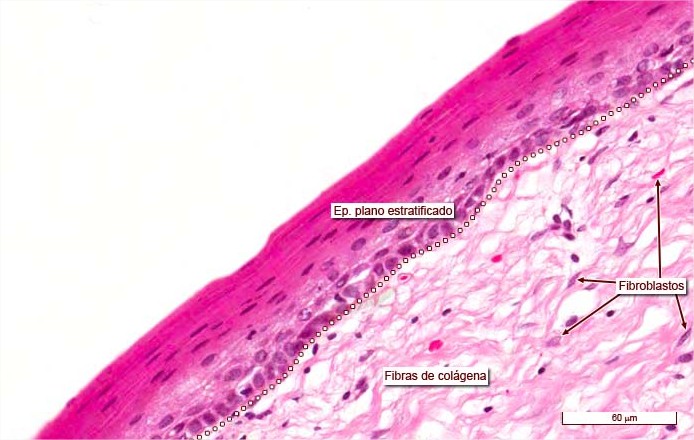 Ep. plano estratificado
Fibroblastos
Fibras de colágena
60 µm